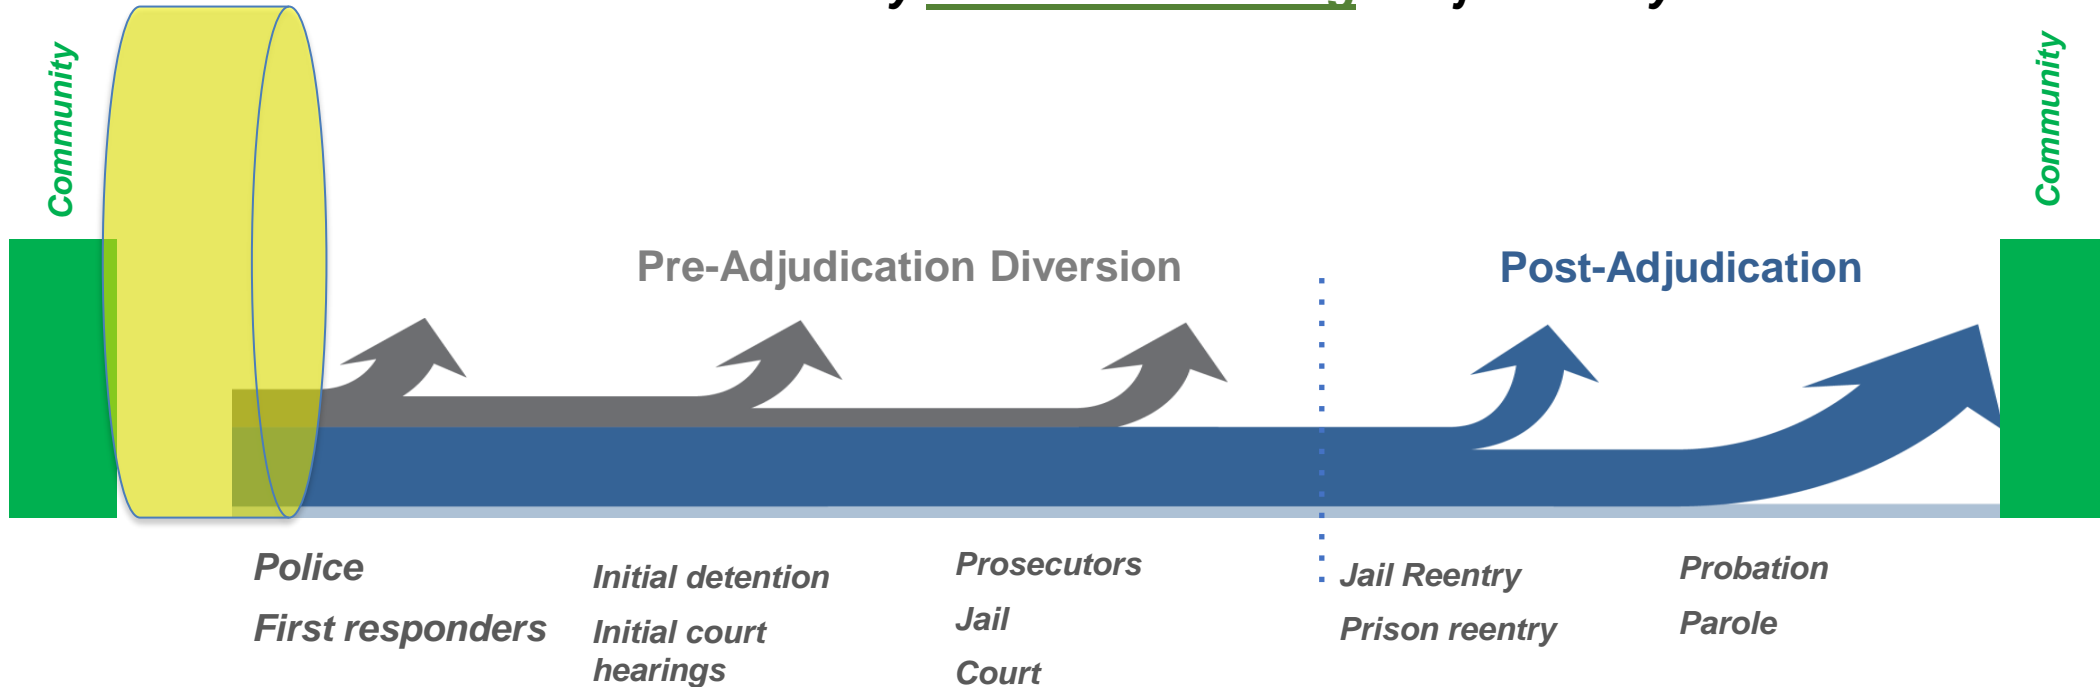 Community
Community
Pre-Adjudication Diversion
Post-Adjudication
Police
First responders
Initial detention
Initial court
hearings
Prosecutors
Jail
Court
Jail Reentry
Prison reentry
Probation
Parole